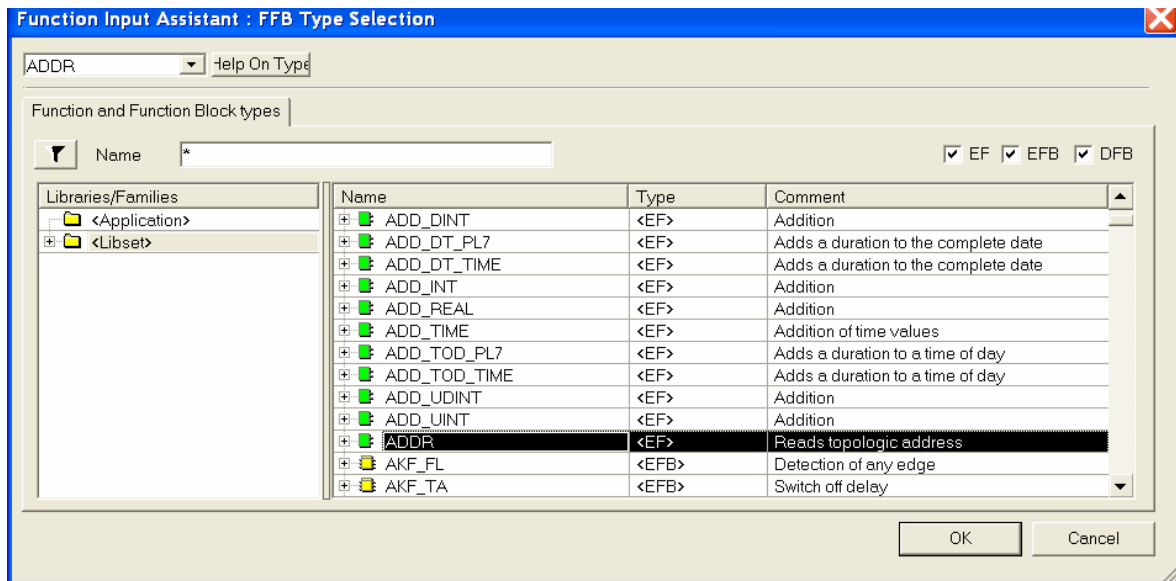 Function Input Assistant : FFB Type Selection
ADDR Help On Type
Function and Function Block types
Name * EF EFB DFB
Libraries/Families Name Type Comment
<Application> ADD_DINT <EF> Addition
<Libset> ADD_DT_PL7 <EF> Adds a duration to the complete date
ADD_DT_TIME <EF> Adds a duration to the complete date
ADD_INT <EF> Addition
ADD_REAL <EF> Addition
ADD_TIME <EF> Addition of time values
ADD_TOD_PL7 <EF> Adds a duration to a time of day
ADD_TOD_TIME <EF> Adds a duration to a time of day
ADD_UDINT <EF> Addition
ADD_UINT <EF> Addition
ADDR <EF> Reads topologic address
AKF_FL <EFB> Detection of any edge
AKF_TA <EFB> Switch off delay
OK Cancel